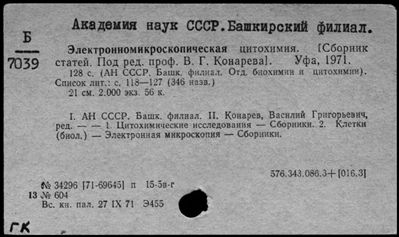 Академия наук СССР. Башкирский филиал.
Б
7039
Электронномикроскопическая цитохимия. [Сборник
статей. Под ред. проф. В. Г. Конарева]. Уфа, 1971.
128 с. (АН СССР. Башк. филиал. Отд. биохимии и цитохимии).
Список лит.: с. 118—127 (346 назв.)
21 см. 2.000 экз. 56 к.
I. АН СССР. Башк. филиал. II. Конарев, Василий Григорьевич,
ред. — — 1. Цитохимические исследования — Сборники. 2. Клетки
(биол.) — Электронная микроскопия — Сборники.
576.343.086.3+[016.3]
№ 34296 [71-69645] п 15-5в-г
13 № 604
Вс. кн. пал. 27 IX 71 Э455
ГК